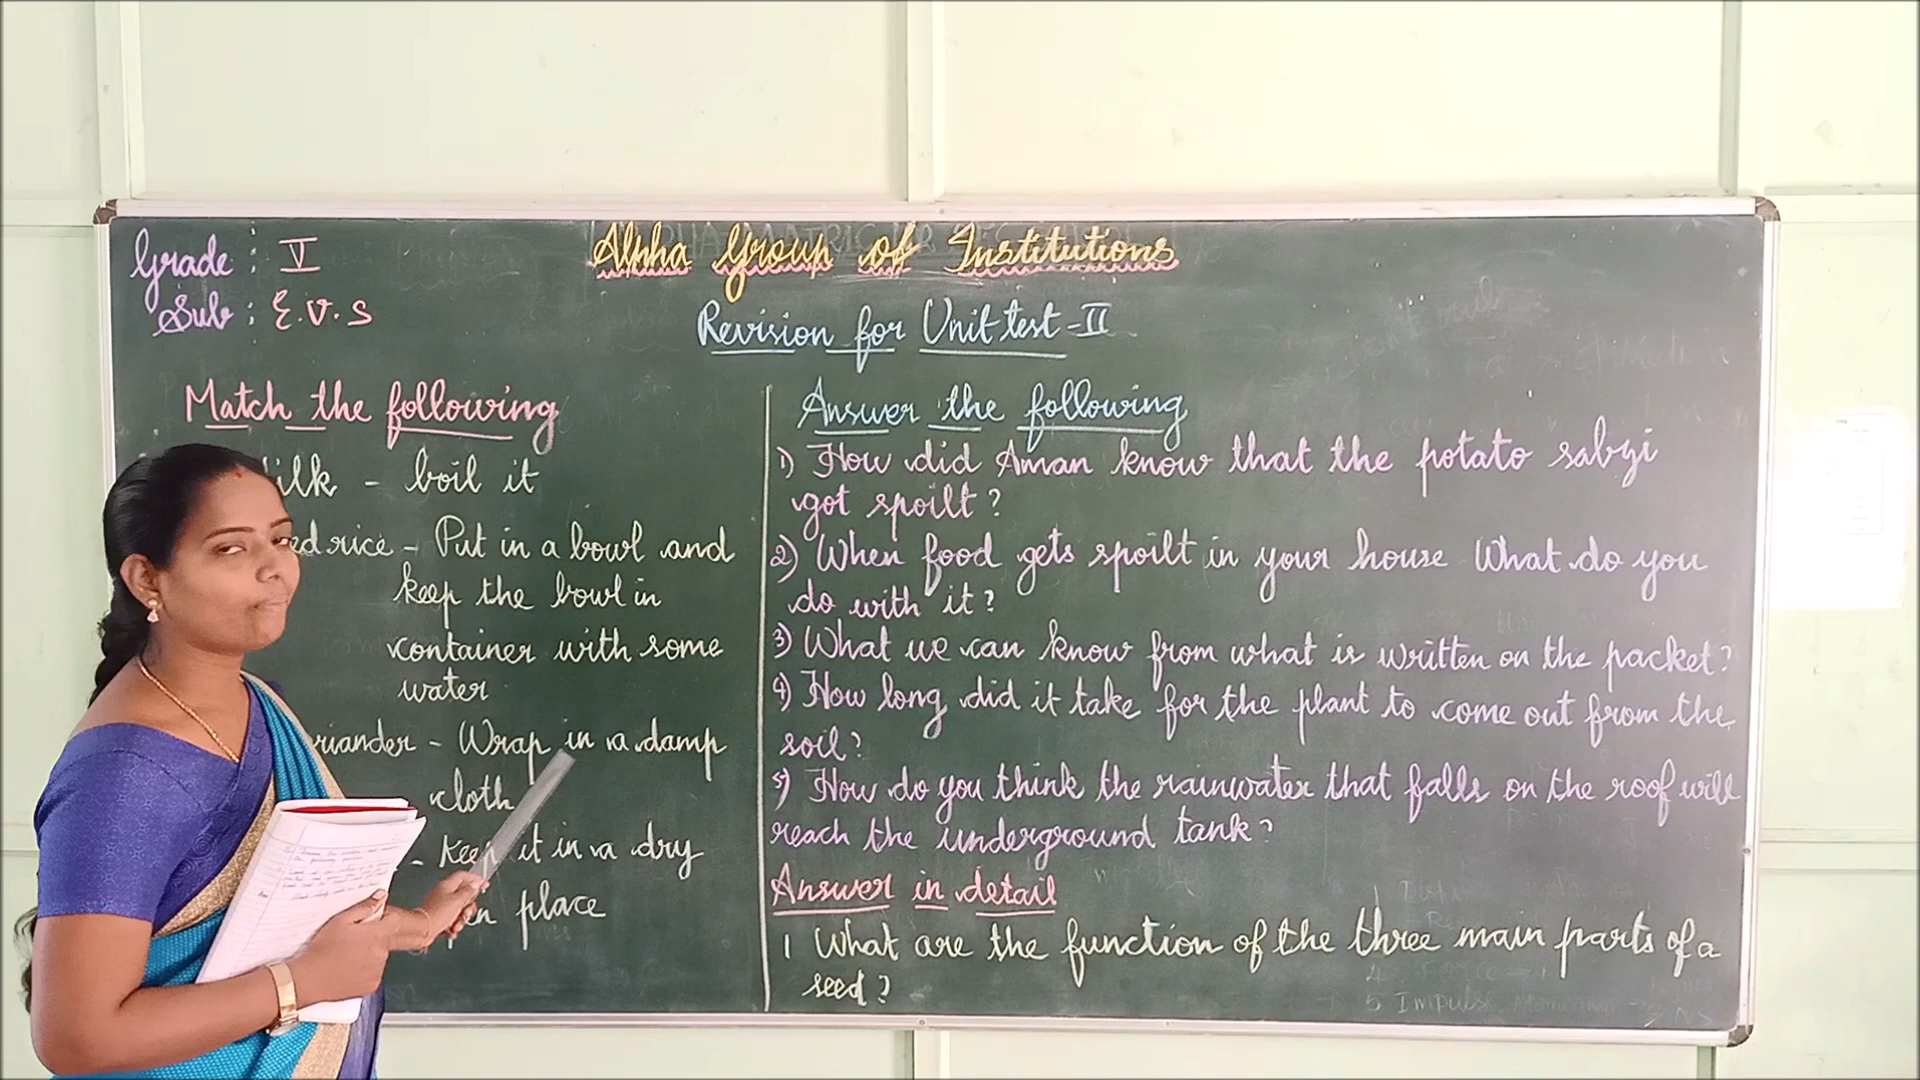 Grade : V
Sub : E.V.S
Alpha Group of Institutions
Revision for Unit test - II
Match the following
ilk - boil it
ed rice - Put in a bowl and
keep the bowl in
container with some
water
riander - Wrap in a damp
cloth
- Keep it in a dry
en place
Answer the following
1) How did Aman know that the potato sabzi
got spoilt?
2) When food gets spoilt in your house What do you
do with it?
3) What we can know from what is written on the packet?
4) How long did it take for the plant to come out from the
soil?
5) How do you think the rainwater that falls on the roof will
reach the underground tank?
Answer in detail
1 What are the function of the three main parts of a
seed?